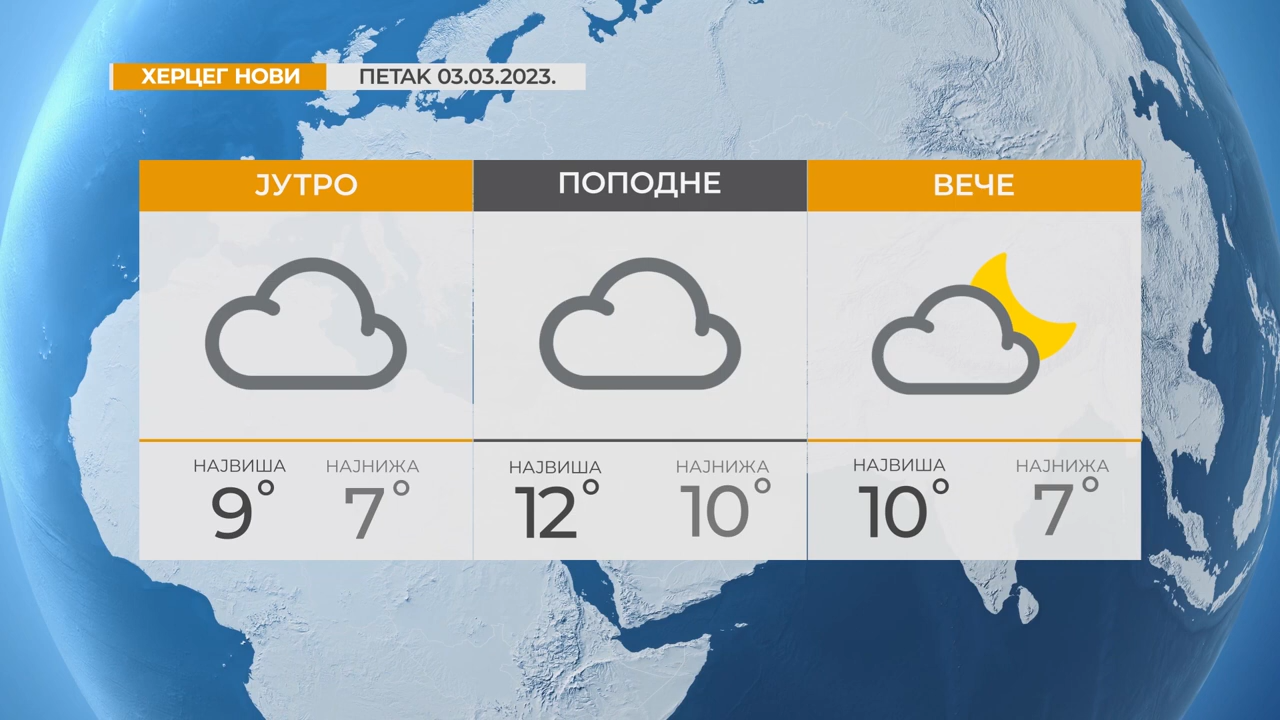 ХЕРЦЕГ НОВИ ПЕТАК 03.03.2023.
ЈУТРО ПОПОДНЕ ВЕЧЕ
НАЈВИША НАЈНИЖА НАЈВИША НАЈНИЖА НАЈВИША НАЈНИЖА
9° 7° 12° 10° 10° 7°